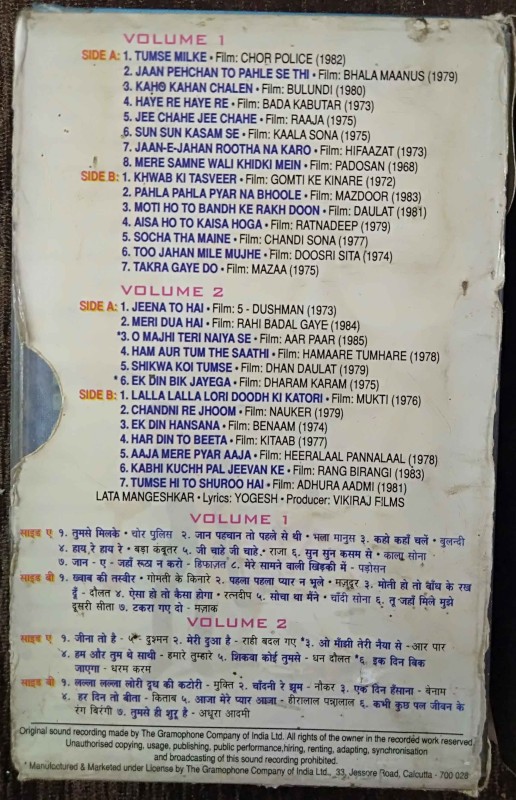 VOLUME 1
SIDE A: 1. TUMSE MILKE • Film: CHOR POLICE (1982)
2. JAAN PEHCHAN TO PAHLE SE THI • Film: BHALA MAANUS (1979)
3. KAHO KAHAN CHALEN • Film: BULUNDI (1980)
4. HAYE RE HAYE RE • Film: BADA KABUTAR (1973)
5. JEE CHAHE JEE CHAHE • Film: RAAJA (1975)
6. SUN SUN KASAM SE • Film: KAALA SONA (1975)
7. JAAN-E-JAHAN ROOTHA NA KARO • Film: HIFAAZAT (1973)
8. MERE SAMNE WALI KHIDKI MEIN • Film: PADOSAN (1968)
SIDE B: 1. KHWAB KI TASVEER • Film: GOMTI KE KINARE (1972)
2. PAHLA PAHLA PYAR NA BHOOLE • Film: MAZDOOR (1983)
3. MOTI HO TO BANDH KE RAKH DOON • Film: DAULAT (1981)
4. AISA HO TO KAISA HOGA • Film: RATNADEEP (1979)
5. SOCHA THA MAINE • Film: CHANDI SONA (1977)
6. TOO JAHAN MILE MUJHE • Film: DOOSRI SITA (1974)
7. TAKRA GAYE DO • Film: MAZAA (1975)
VOLUME 2
SIDE A: 1. JEENA TO HAI • Film: 5 - DUSHMAN (1973)
2. MERI DUA HAI • Film: RAHI BADAL GAYE (1984)
*3. O MAJHI TERI NAIYA SE • Film: AAR PAAR (1985)
4. HAM AUR TUM THE SAATHI • Film: HAMAARE TUMHARE (1978)
5. SHIKWA KOI TUMSE • Film: DHAN DAULAT (1979)
* 6. EK DIN BIK JAYEGA • Film: DHARAM KARAM (1975)
SIDE B: 1. LALLA LALLA LORI DOODH KI KATORI • Film: MUKTI (1976)
2. CHANDNI RE JHOOM • Film: NAUKER (1979)
3. EK DIN HANSANA • Film: BENAAM (1974)
4. HAR DIN TO BEETA • Film: KITAAB (1977)
5. AAJA MERE PYAR AAJA • Film: HEERALAAL PANNALAAL (1978)
6. KABHI KUCHH PAL JEEVAN KE • Film: RANG BIRANGI (1983)
7. TUMSE HI TO SHUROO HAI • Film: ADHURA AADMI (1981)
LATA MANGESHKAR • Lyrics: YOGESH • Producer: VIKIRAJ FILMS
VOLUME 1
साइड ए १. तुमसे मिलके - चोर पुलिस २. जान पहचान तो पहले से थी - भला मानुस ३. कहो कहाँ चलें - बुलन्दी
४. हाय रे हाय रे - बड़ा कबूतर ५. जी चाहे जी चाहे - राजा ६. सुन सुन कसम से - काला सोना
७. जान - ए - जहाँ रूठा न करो - हिफाज़त ८. मेरे सामने वाली खिड़की में - पड़ोसन
साइड बी १. ख्वाब की तस्वीर - गोमती के किनारे २. पहला पहला प्यार न भूले - मज़दूर ३. मोती हो तो बाँध के रख
दूँ - दौलत ४. ऐसा हो तो कैसा होगा - रत्नदीप ५. सोचा था मैंने - चाँदी सोना ६. तू जहाँ मिले मुझे
दूसरी सीता ७. टकरा गए दो - मज़ाक
VOLUME 2
साइड ए १. जीना तो है - ५ दुश्मन २. मेरी दुआ है - राही बदल गए *३. ओ माँझी तेरी नैया से - आर पार
४. हम और तुम थे साथी - हमारे तुम्हारे ५. शिकवा कोई तुमसे - धन दौलत *६. इक दिन बिक
जाएगा - धरम करम
साइड बी १. लल्ला लल्ला लोरी दूध की कटोरी - मुक्ति २. चाँदनी रे झूम - नौकर ३. एक दिन हँसाना - बेनाम
४. हर दिन तो बीता - किताब ५. आजा मेरे प्यार आजा - हीरालाल पन्नालाल ६. कभी कुछ पल जीवन के
रंग बिरंगी ७. तुमसे ही शुरू है - अधूरा आदमी
Original sound recording made by The Gramophone Company of India Ltd. All rights of the owner in the recorded work reserved
Unauthorised copying, usage, publishing, public performance, hiring, renting, adapting, synchronisation
and broadcasting of this sound recording prohibited.
* Manufactured & Marketed under License by The Gramophone Company of India Ltd., 33, Jessore Road, Calcutta - 700 028